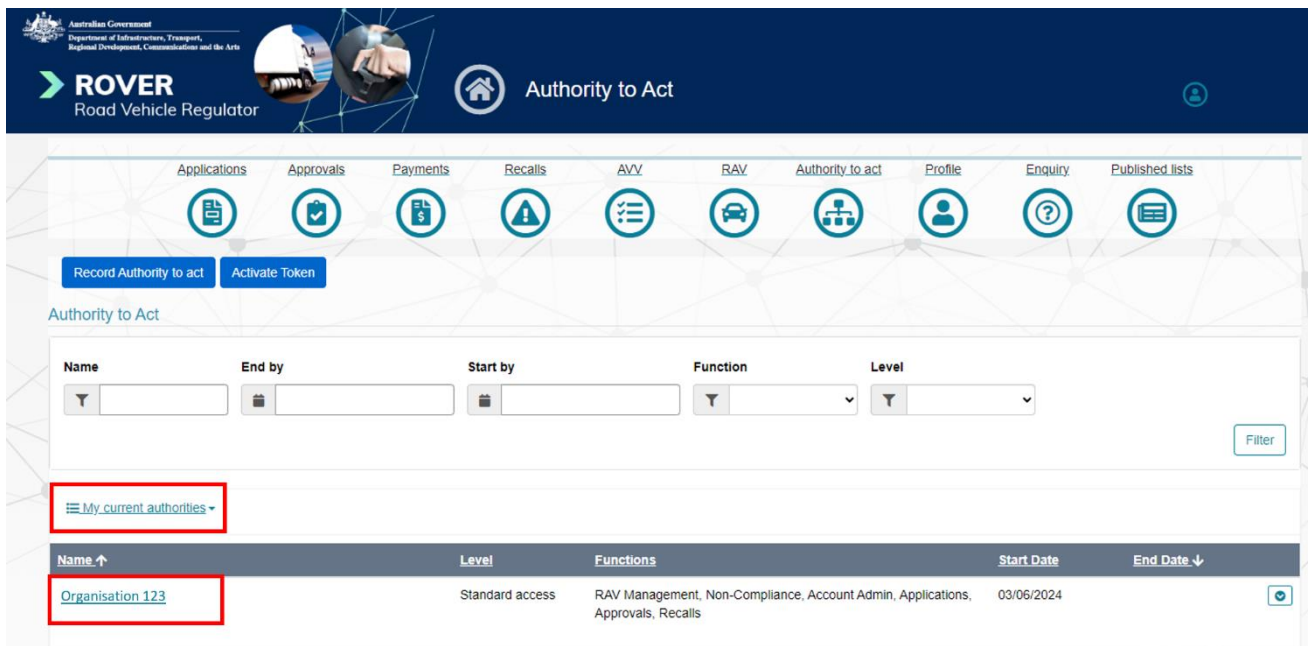 Australian Government
Department of Infrastructure, Transport,
Regional Development, Communications and the Arts
ROVER
Road Vehicle Regulator
Authority to Act
Applications Approvals Payments Recalls AVV RAV Authority to act Profile Enquiry Published lists
Record Authority to act Activate Token
Authority to Act
Name End by Start by Function Level
Filter
My current authorities
Name Level Functions Start Date End Date
Organisation 123 Standard access RAV Management, Non-Compliance, Account Admin, Applications, 03/06/2024
Approvals, Recalls